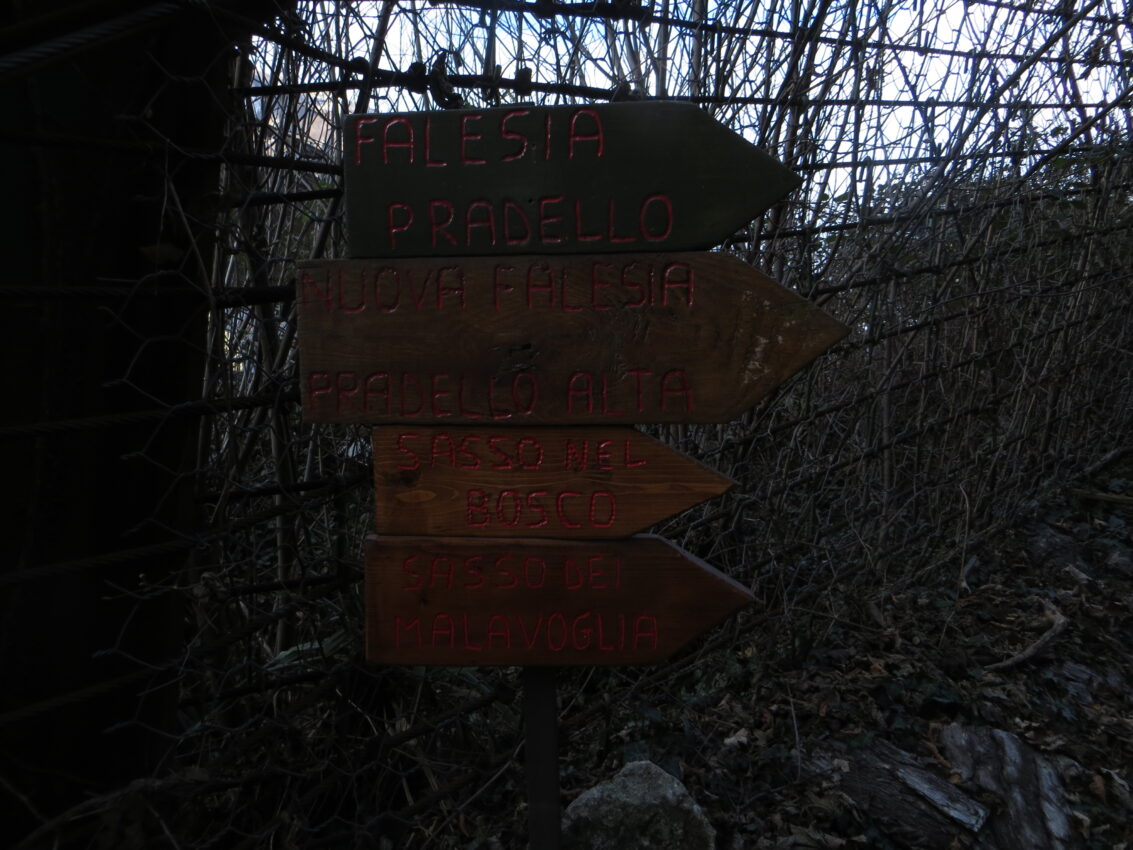 FALESIA
PRADELLO
NUOVA FALESIA
PRADELLO ALTA
SASSO NEL
BOSCO
SASSO DEI
MALAVOGLIA